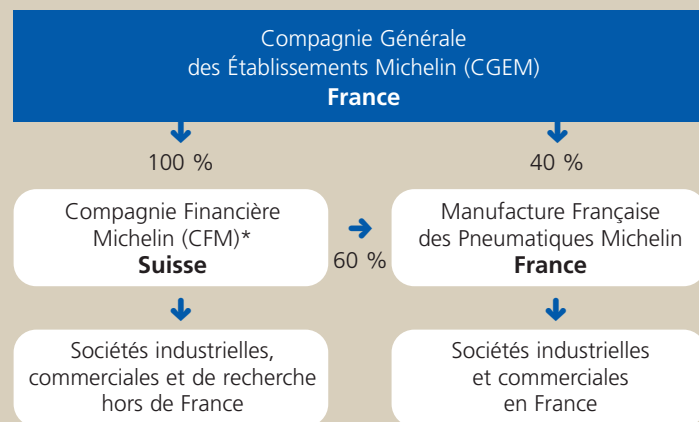 Compagnie Générale
des Établissements Michelin (CGEM)
France
100 %
40 %
Compagnie Financière
Michelin (CFM)*
Suisse
60 %
Manufacture Française
des Pneumatiques Michelin
France
Sociétés industrielles,
commerciales et de recherche
hors de France
Sociétés industrielles
et commerciales
en France